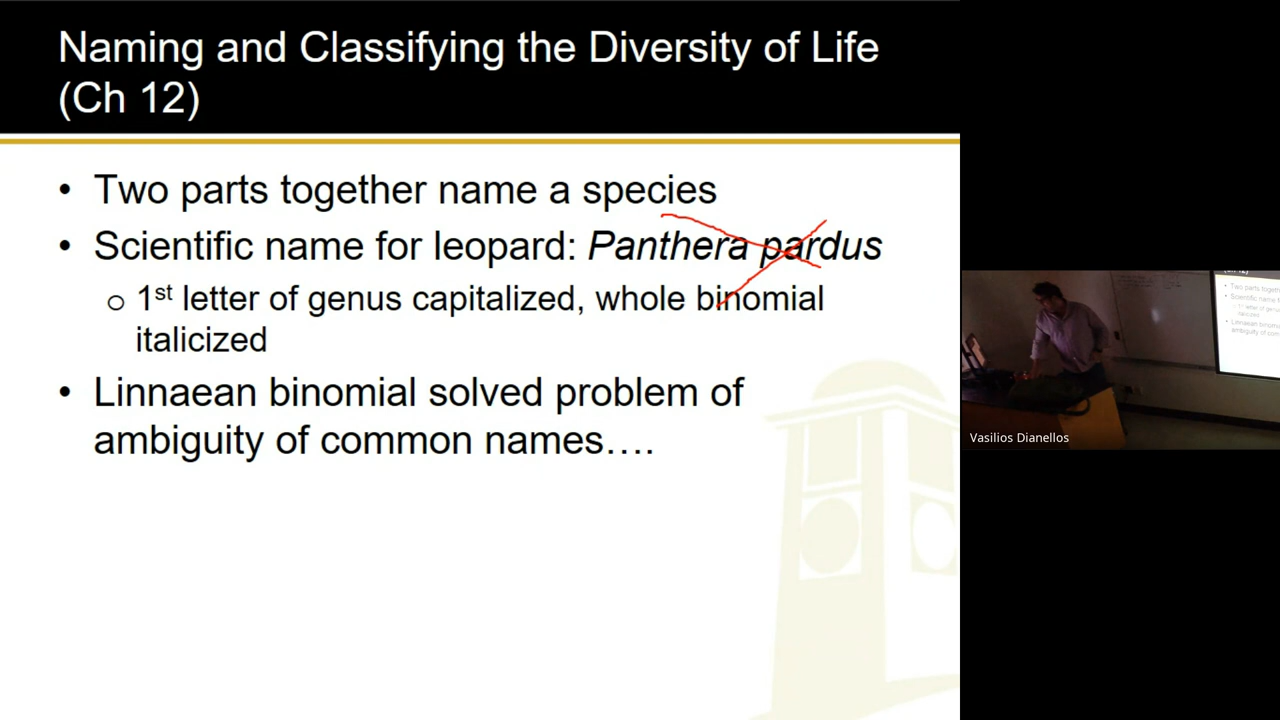 Naming and Classifying the Diversity of Life
(Ch 12)
• Two parts together name a species
• Scientific name for leopard: Panthera pardus
o 1st letter of genus capitalized, whole binomial
italicized
• Linnaean binomial solved problem of
ambiguity of common names….
Vasilios Dianellos